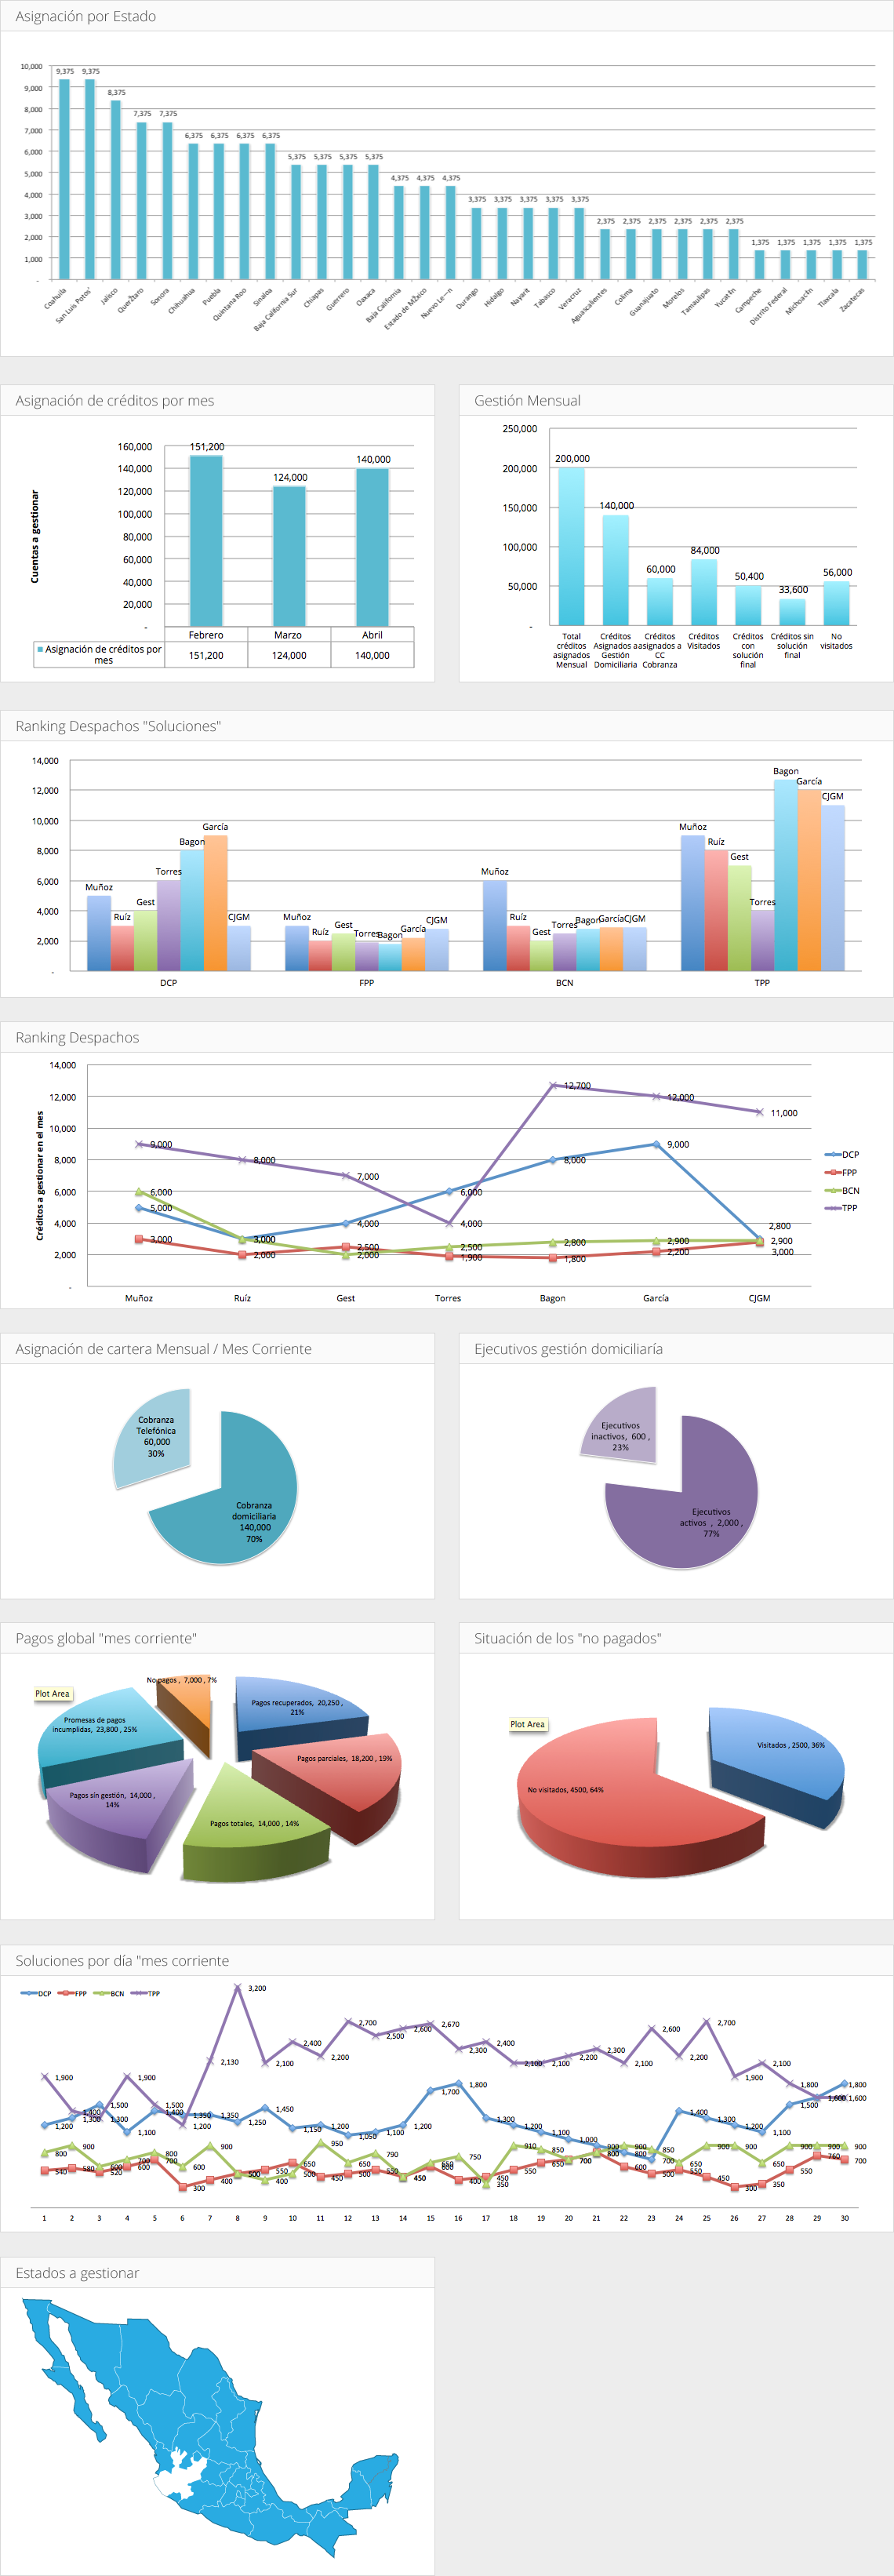 Asignación por Estado
10,000
9,000
8,000
7,000
6,000
5,000
4,000
3,000
2,000
1,000
-
9,375 9,375 8,375 7,375 7,375 6,375 6,375 6,375 6,375 5,375 5,375 5,375 5,375 4,375 4,375 4,375 3,375 3,375 3,375 3,375 3,375 2,375 2,375 2,375 2,375 2,375 2,375 1,375 1,375 1,375 1,375 1,375
Coahuila
San Luis Potos'
Jalisco
QuerŽtaro
Sonora
Chihuahua
Puebla
Quintana Roo
Sinaloa
Baja California Sur
Chiapas
Guerrero
Oaxaca
Baja California
Estado de MŽxico
Nuevo Le—n
Durango
Hidalgo
Nayarit
Tabasco
Veracruz
Aguascalientes
Colima
Guanajuato
Morelos
Tamaulipas
Campeche
Distrito Federal
Tlaxcala
Zacatecas
Asignación de créditos por mes
Cuentas a gestionar
160,000
140,000
120,000
100,000
80,000
60,000
40,000
20,000
-
151,200
124,000
140,000
Febrero Marzo Abril
Asignación de créditos por mes
151,200 124,000 140,000
Gestión Mensual
250,000
200,000
150,000
100,000
50,000
-
200,000
140,000
60,000
84,000
50,400
33,600
56,000
Total créditos asignados Mensual
Créditos Asignados a Gestión Domiciliaria
Créditos asignados a CC Cobranza
Créditos Visitados
Créditos con solución final
Créditos sin solución final
No visitados
Ranking Despachos "Soluciones"
14,000
12,000
10,000
8,000
6,000
4,000
2,000
-
Muñoz Ruíz Gest Torres Bagon García CJGM
Muñoz Ruíz Gest Torres Bagon García CJGM
Muñoz Ruíz Gest Torres Bagon García CJGM
Muñoz Ruíz Gest Torres Bagon García CJGM
DCP FPP BCN TPP
Ranking Despachos
Créditos a gestionar en el mes
14,000
12,000
10,000
8,000
6,000
4,000
2,000
-
9,000 8,000 7,000 4,000 12,700 12,000 11,000
5,000 3,000 4,000 6,000 8,000 9,000 3,000
6,000 3,000 2,000 2,500 2,800 2,900 2,900
3,000 2,000 2,500 1,900 1,800 2,200 2,800
Muñoz Ruíz Gest Torres Bagon García CJGM
DCP
FPP
BCN
TPP
Asignación de cartera Mensual / Mes Corriente
Cobranza
Telefónica
60,000
30%
Cobranza
domiciliaria
140,000
70%
Ejecutivos gestión domiciliaría
Ejecutivos
inactivos, 600 ,
23%
Ejecutivos
activos , 2,000 ,
77%
Pagos global "mes corriente"
Plot Area
No pagos , 7,000 , 7%
Pagos recuperados, 20,250 ,
21%
Promesas de pagos
incumplidas, 23,800 , 25%
Pagos parciales, 18,200 , 19%
Pagos sín gestión, 14,000 ,
14%
Pagos totales, 14,000 , 14%
Situación de los "no pagados"
Plot Area
Visitados , 2500, 36%
No visitados, 4500, 64%
Soluciones por día "mes corriente
DCP FPP BCN TPP
1,900 1,300 1,900 1,500 1,200 2,130 3,200 2,100 2,400 2,200 2,700 2,500 2,600 2,670 2,300 2,400 2,100 2,100 2,200 2,300 2,100 2,600 2,200 2,700 1,900 2,100 1,800 1,600 1,600
1,200 1,500 1,100 1,400 1,350 1,350 1,250 1,450 1,150 1,200 1,050 1,100 1,200 1,700 1,800 1,300 1,200 1,100 1,000 800 700 1,400 1,300 1,200 1,100 1,500 1,800
800 900 600 700 800 600 900 500 400 500 950 650 790 450 650 750 350 910 850 700 800 900 850 650 900 900 650 900 900 900
540 580 520 600 700 300 400 500 550 650 450 500 550 450 600 400 450 550 650 700 800 600 500 550 450 300 350 550 760 700
1 2 3 4 5 6 7 8 9 10 11 12 13 14 15 16 17 18 19 20 21 22 23 24 25 26 27 28 29 30
Estados a gestionar